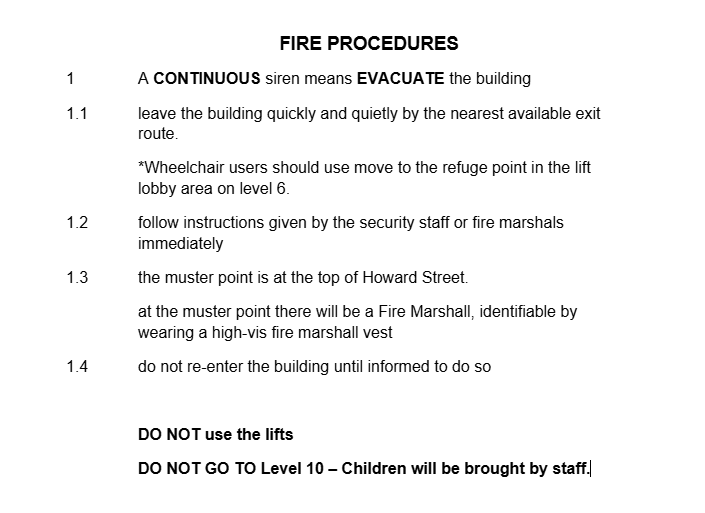 FIRE PROCEDURES
1 A CONTINUOUS siren means EVACUATE the building
1.1 leave the building quickly and quietly by the nearest available exit
route.
*Wheelchair users should use move to the refuge point in the lift
lobby area on level 6.
1.2 follow instructions given by the security staff or fire marshals
immediately
1.3 the muster point is at the top of Howard Street.
at the muster point there will be a Fire Marshall, identifiable by
wearing a high-vis fire marshall vest
1.4 do not re-enter the building until informed to do so
DO NOT use the lifts
DO NOT GO TO Level 10 – Children will be brought by staff.